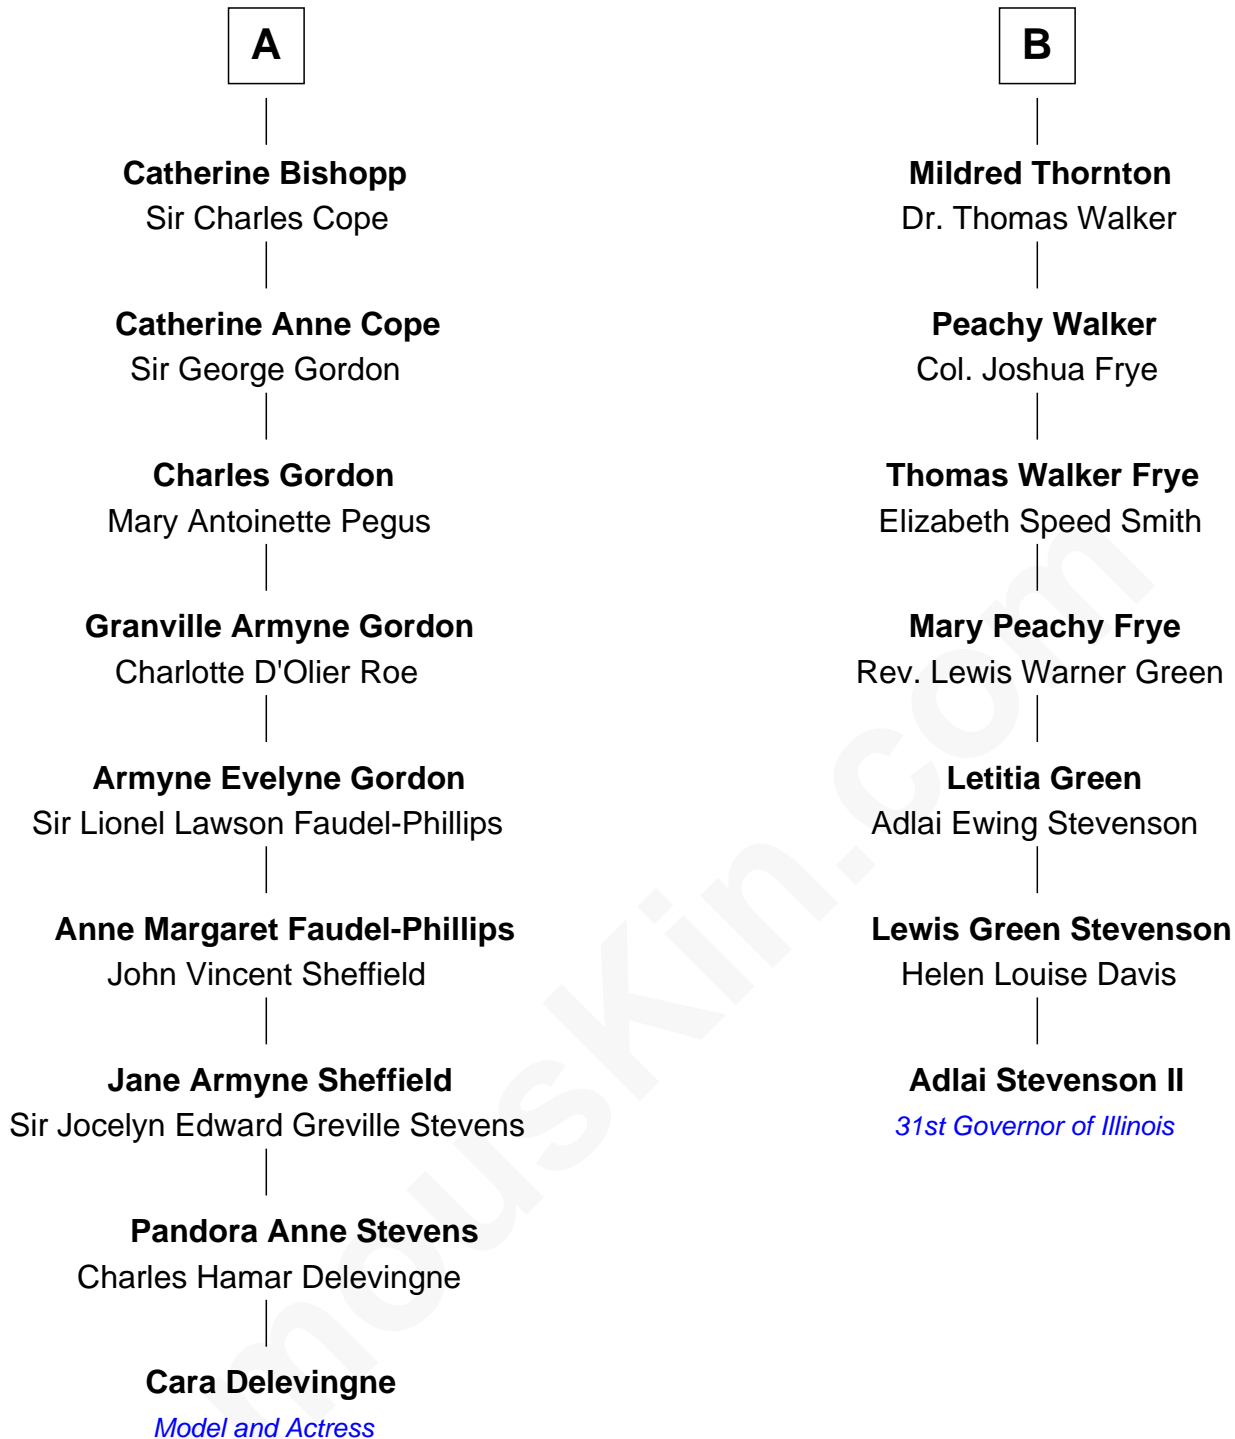 A
Catherine Bishopp
Sir Charles Cope
Catherine Anne Cope
Sir George Gordon
Charles Gordon
Mary Antoinette Pegus
Granville Armyne Gordon
Charlotte D'Olier Roe
Armyne Evelyne Gordon
Sir Lionel Lawson Faudel-Phillips
Anne Margaret Faudel-Phillips
John Vincent Sheffield
Jane Armyne Sheffield
Sir Jocelyn Edward Greville Stevens
Pandora Anne Stevens
Charles Hamar Delevingne
Cara Delevingne
Model and Actress
B
Mildred Thornton
Dr. Thomas Walker
Peachy Walker
Col. Joshua Frye
Thomas Walker Frye
Elizabeth Speed Smith
Mary Peachy Frye
Rev. Lewis Warner Green
Letitia Green
Adlai Ewing Stevenson
Lewis Green Stevenson
Helen Louise Davis
Adlai Stevenson II
31st Governor of Illinois
mousKin.com